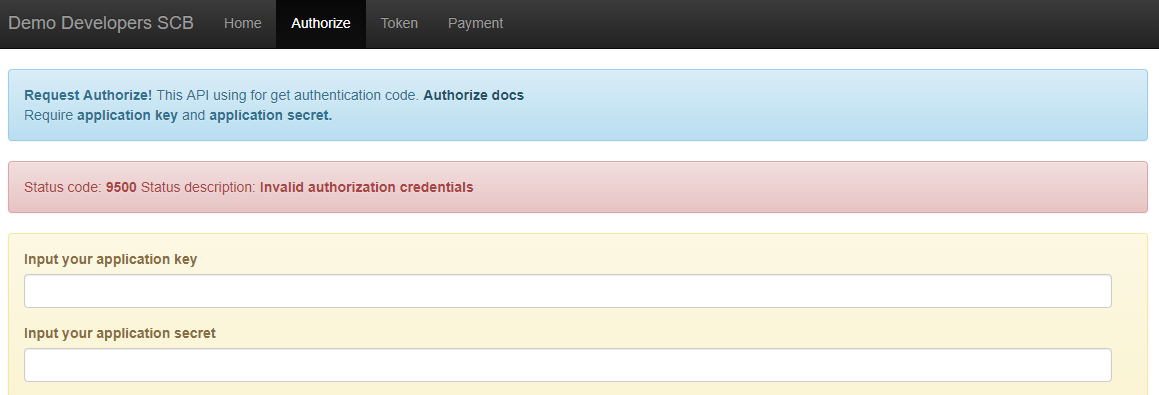 Demo Developers SCB Home Authorize Token Payment
Request Authorize! This API using for get authentication code. Authorize docs
Require application key and application secret.
Status code: 9500 Status description: Invalid authorization credentials
Input your application key
Input your application secret